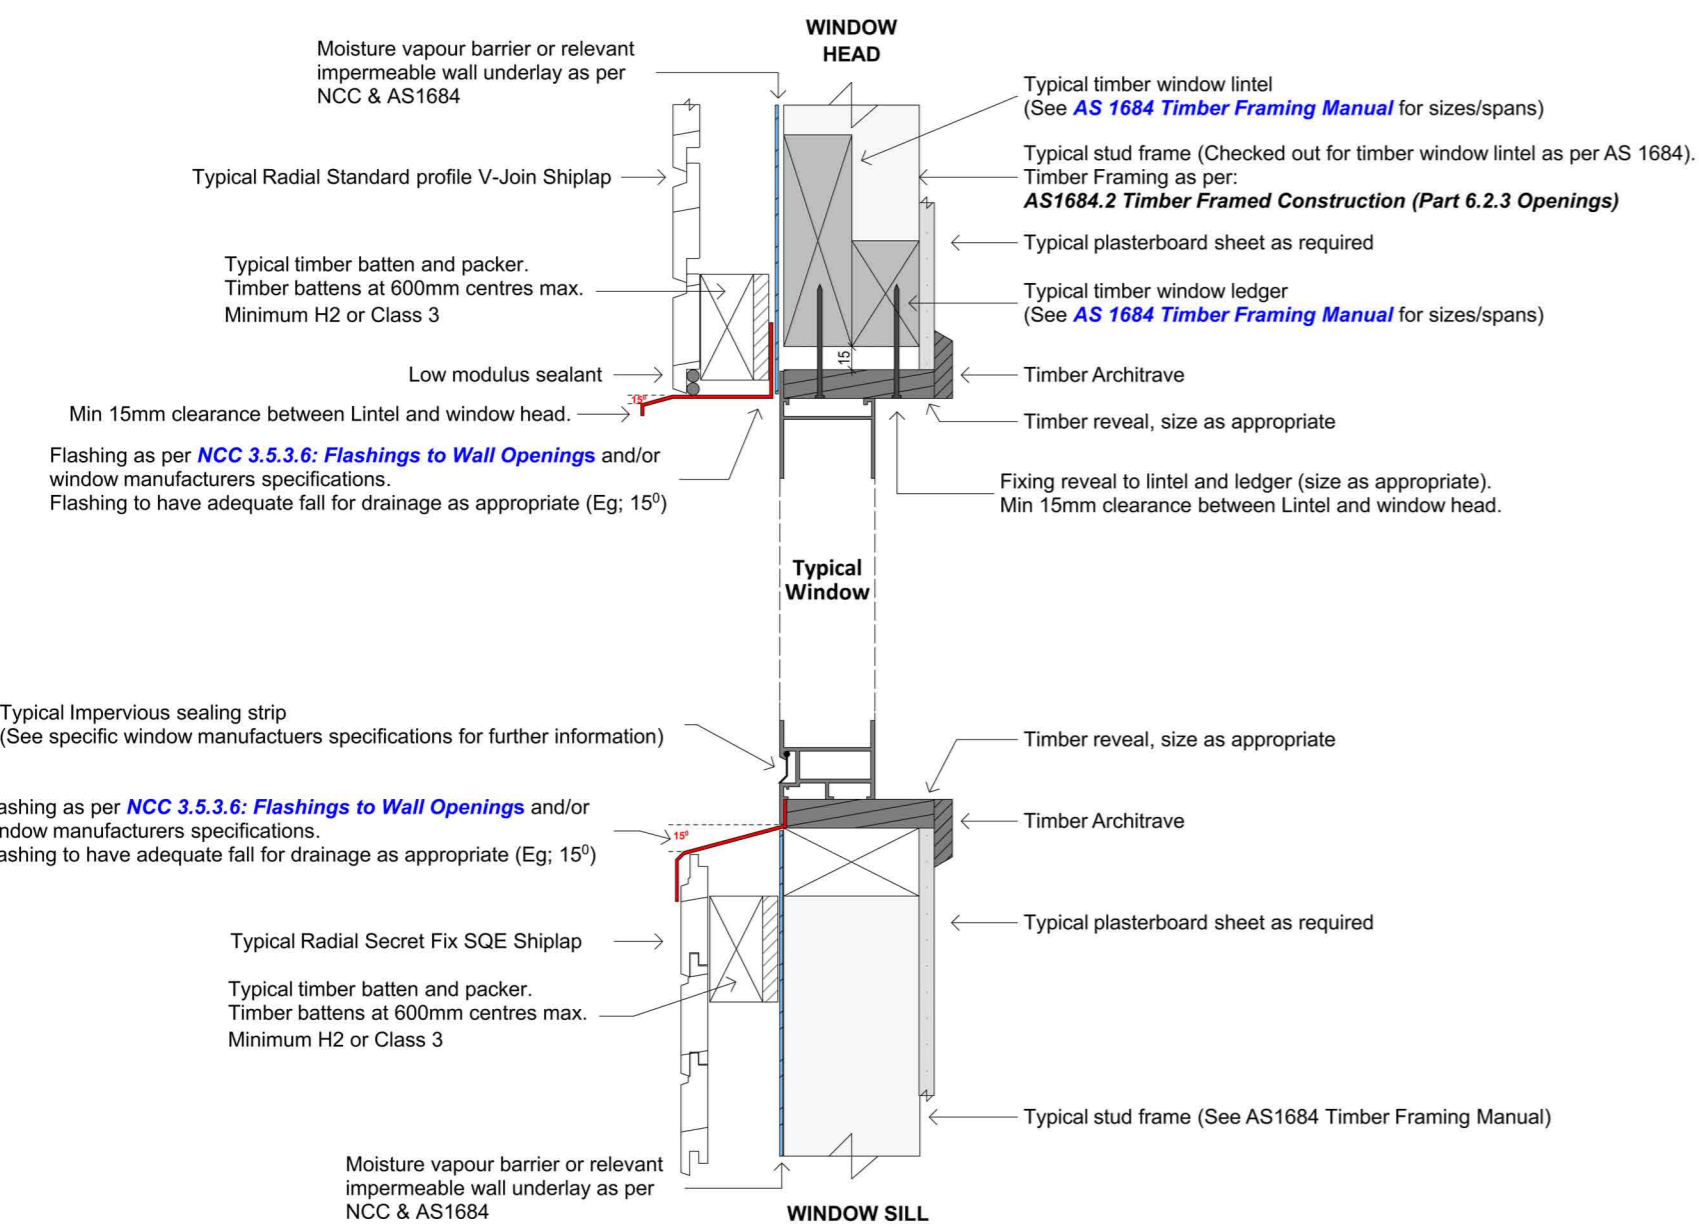 WINDOW
HEAD
Moisture vapour barrier or relevant
impermeable wall underlay as per
NCC & AS1684
Typical timber window lintel
(See AS 1684 Timber Framing Manual for sizes/spans)
Typical Radial Standard profile V-Join Shiplap
Typical stud frame (Checked out for timber window lintel as per AS 1684).
Timber Framing as per:
AS1684.2 Timber Framed Construction (Part 6.2.3 Openings)
Typical plasterboard sheet as required
Typical timber batten and packer.
Timber battens at 600mm centres max.
Minimum H2 or Class 3
Typical timber window ledger
(See AS 1684 Timber Framing Manual for sizes/spans)
15
Low modulus sealant
Timber Architrave
15⁰
Min 15mm clearance between Lintel and window head.
Timber reveal, size as appropriate
Flashing as per NCC 3.5.3.6: Flashings to Wall Openings and/or
window manufacturers specifications.
Flashing to have adequate fall for drainage as appropriate (Eg; 15⁰)
Fixing reveal to lintel and ledger (size as appropriate).
Min 15mm clearance between Lintel and window head.
Typical
Window
Typical Impervious sealing strip
(See specific window manufactuers specifications for further information)
Timber reveal, size as appropriate
ashing as per NCC 3.5.3.6: Flashings to Wall Openings and/or
ndow manufacturers specifications.
ashing to have adequate fall for drainage as appropriate (Eg; 15⁰)
15⁰
Timber Architrave
Typical plasterboard sheet as required
Typical Radial Secret Fix SQE Shiplap
Typical timber batten and packer.
Timber battens at 600mm centres max.
Minimum H2 or Class 3
Typical stud frame (See AS1684 Timber Framing Manual)
Moisture vapour barrier or relevant
impermeable wall underlay as per
NCC & AS1684
WINDOW SILL